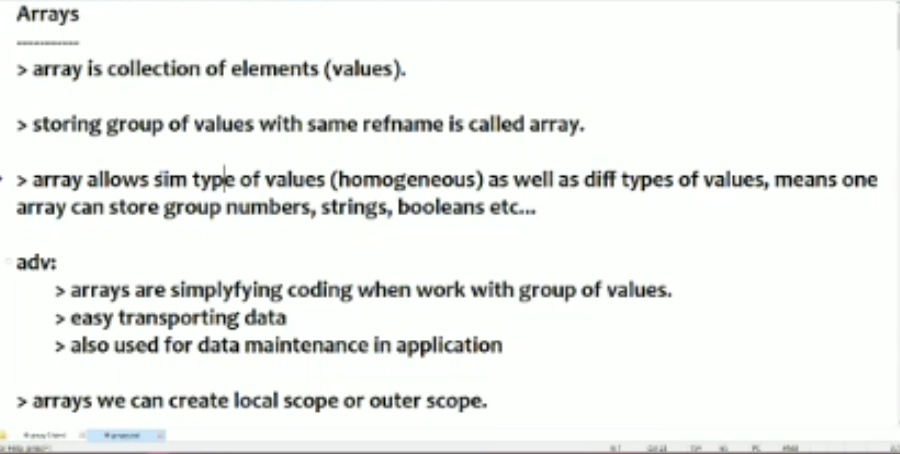 Arrays
-----------
> array is collection of elements (values).
> storing group of values with same refname is called array.
> array allows sim type of values (homogeneous) as well as diff types of values, means one
array can store group numbers, strings, booleans etc...
adv:
> arrays are simplyfying coding when work with group of values.
> easy transporting data
> also used for data maintenance in application
> arrays we can create local scope or outer scope.